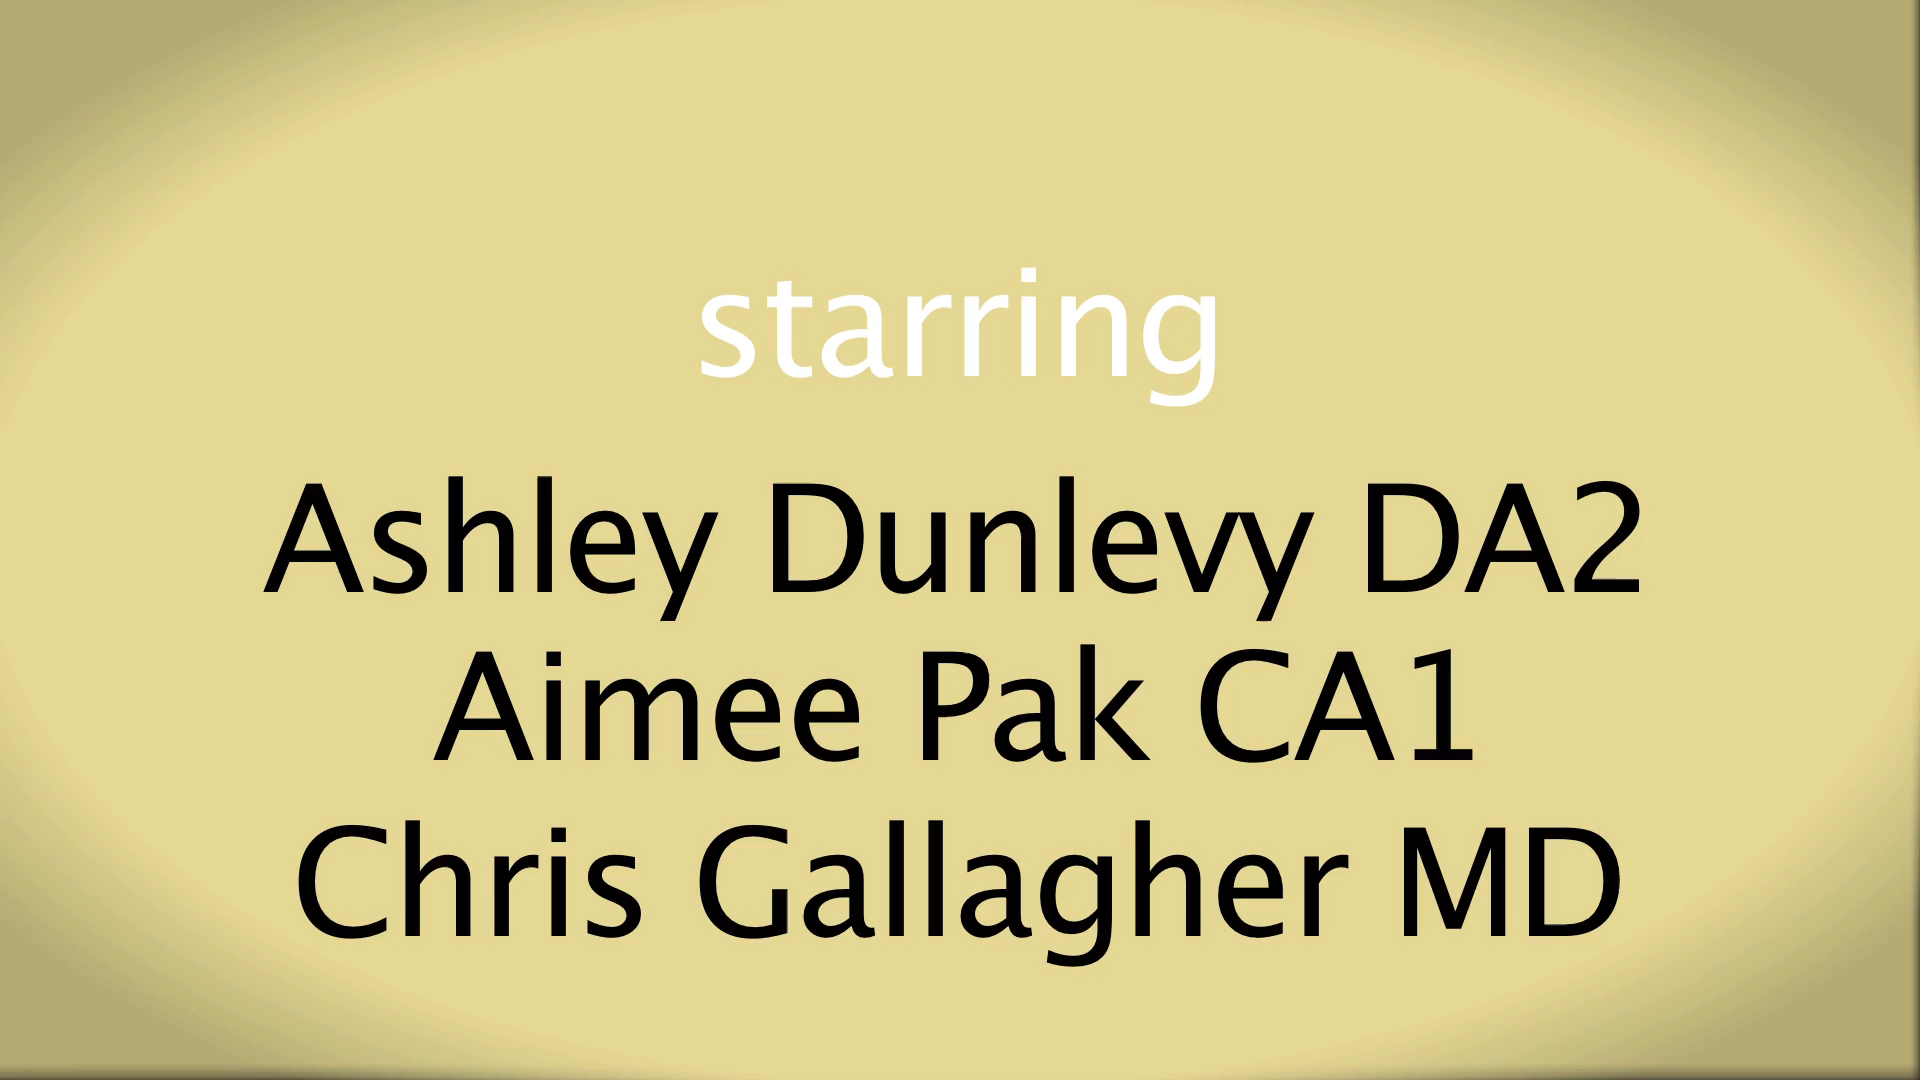 starring
Ashley Dunlevy DA2
Aimee Pak CA1
Chris Gallagher MD